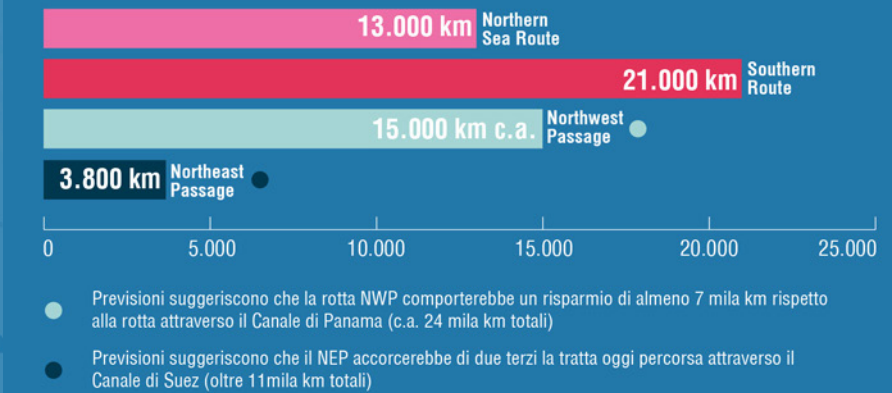 13.000 km Northern
Sea Route
21.000 km Southern
Route
15.000 km c.a. Northwest
Passage
3.800 km Northeast
Passage
0 5.000 10.000 15.000 20.000 25.000
Previsioni suggeriscono che la rotta NWP comporterebbe un risparmio di almeno 7 mila km rispetto
alla rotta attraverso il Canale di Panama (c.a. 24 mila km totali)
Previsioni suggeriscono che il NEP accorcerebbe di due terzi la tratta oggi percorsa attraverso il
Canale di Suez (oltre 11mila km totali)